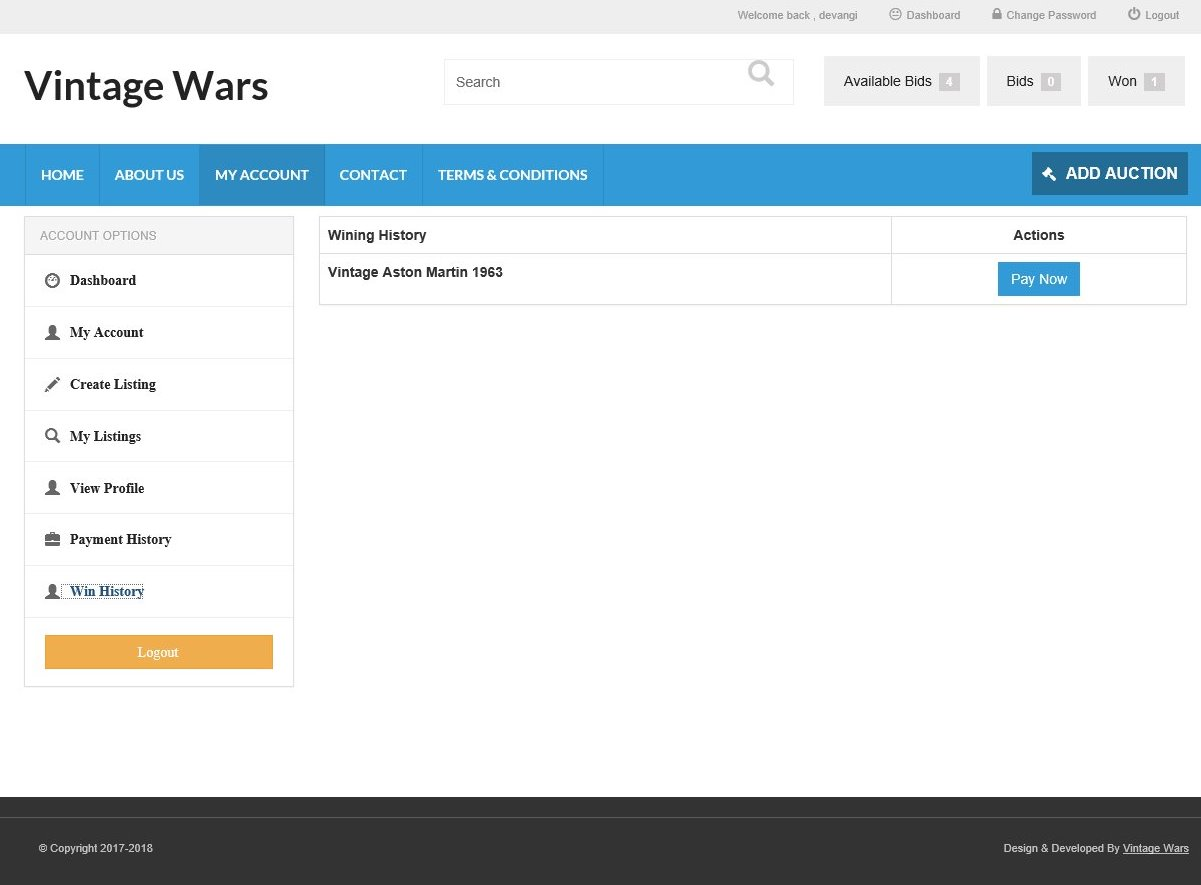 Welcome back , devangi Dashboard Change Password Logout
Vintage Wars
Search
Available Bids 4 Bids 0 Won 1
HOME ABOUT US MY ACCOUNT CONTACT TERMS & CONDITIONS ADD AUCTION
ACCOUNT OPTIONS
Dashboard
My Account
Create Listing
My Listings
View Profile
Payment History
Win History
Logout
Wining History Actions
Vintage Aston Martin 1963 Pay Now
© Copyright 2017-2018 Design & Developed By Vintage Wars